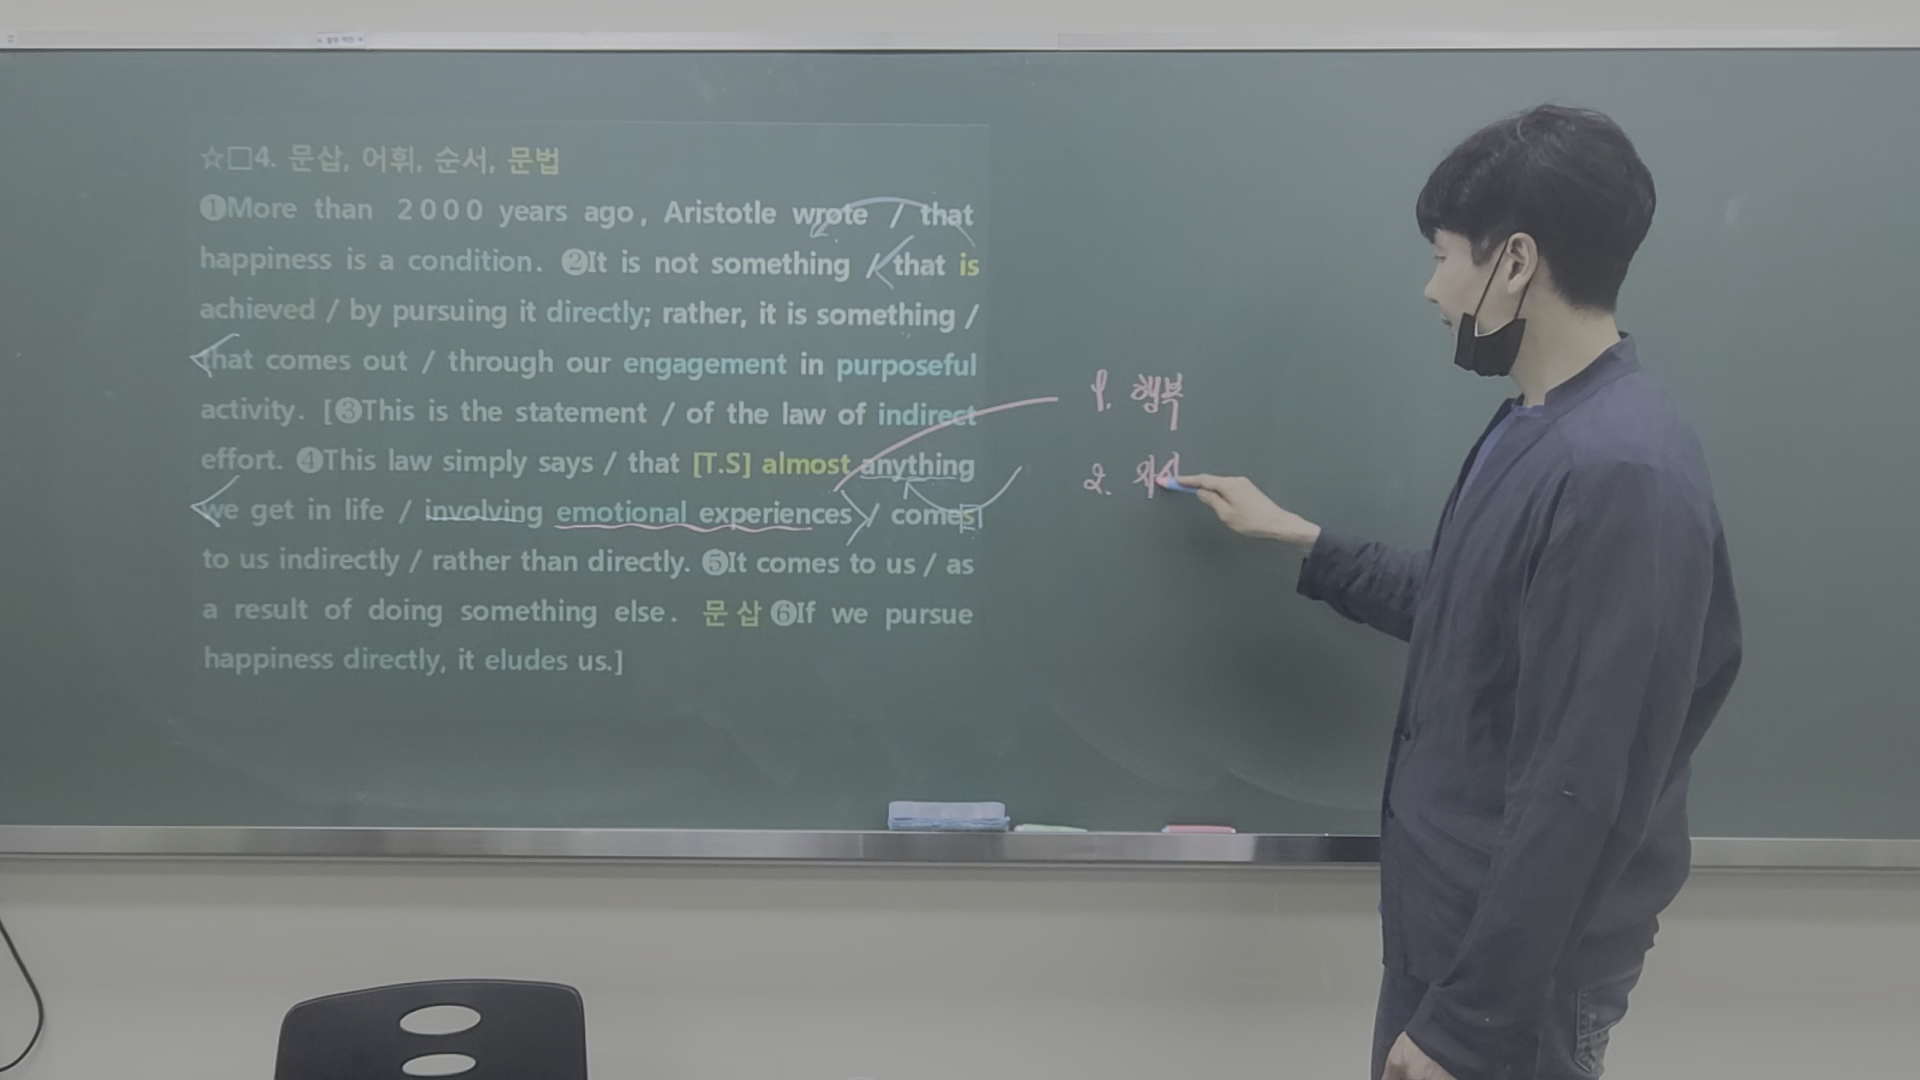 ☆□4. 문삽, 어휘, 순서, 문법
❶More than 2000 years ago, Aristotle wrote / that
happiness is a condition. ❷It is not something / that is
achieved / by pursuing it directly; rather, it is something /
that comes out / through our engagement in purposeful
activity. [❸This is the statement / of the law of indirect
effort. ❹This law simply says / that [T.S] almost anything
we get in life / involving emotional experiences / comes
to us indirectly / rather than directly. ❺It comes to us / as
a result of doing something else. 문삽 ❻If we pursue
happiness directly, it eludes us.]
1. 행복
2.